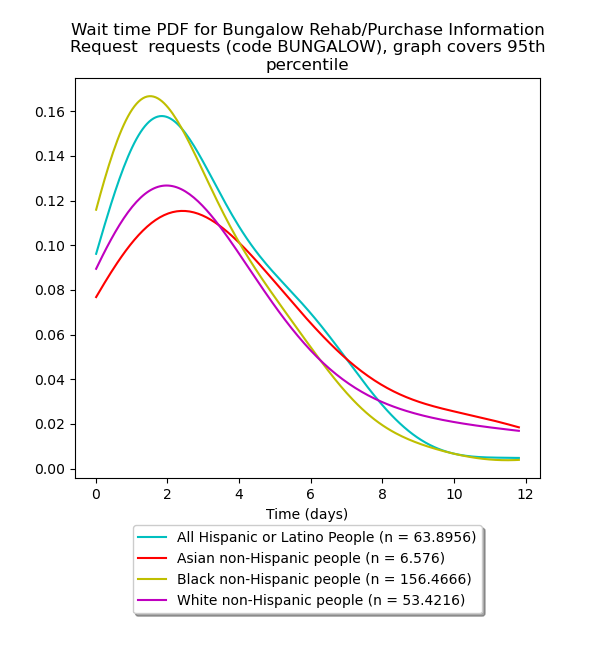 Wait time PDF for Bungalow Rehab/Purchase Information
Request  requests (code BUNGALOW), graph covers 95th
percentile
0.16
0.14
0.12
0.10
0.08
0.06
0.04
0.02
0.00
0 2 4 6 8 10 12
Time (days)
All Hispanic or Latino People (n = 63.8956)
Asian non-Hispanic people (n = 6.576)
Black non-Hispanic people (n = 156.4666)
White non-Hispanic people (n = 53.4216)